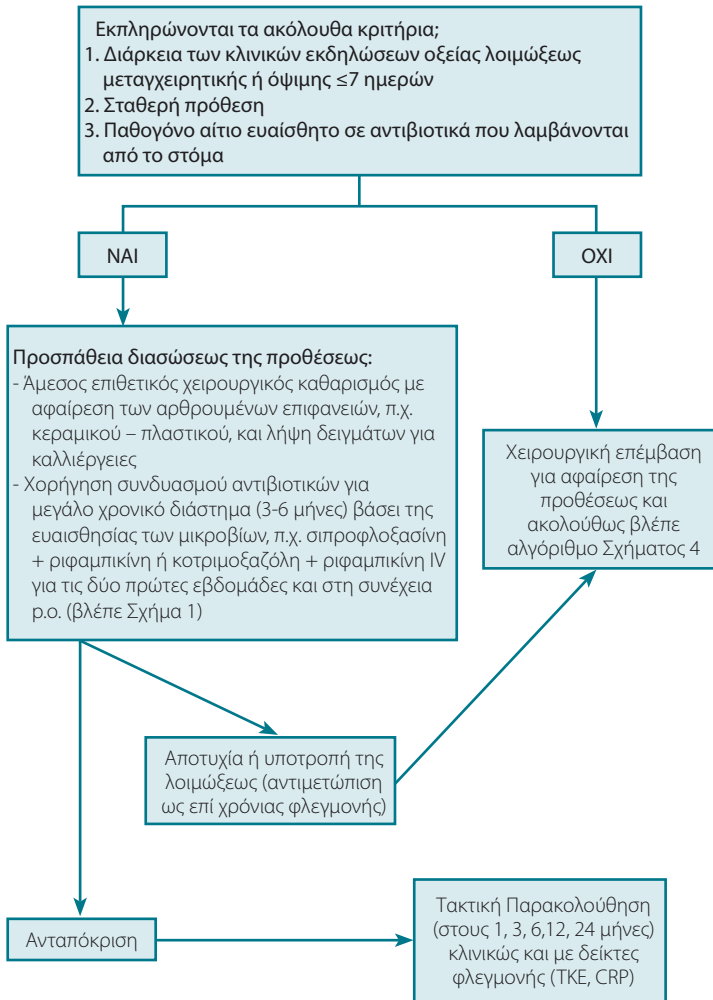 Εκπληρώνονται τα ακόλουθα κριτήρια;
1. Διάρκεια των κλινικών εκδηλώσεων οξείας λοιμώξεως
μεταγχειρητικής ή όψιμης ≤7 ημερών
2. Σταθερή πρόθεση
3. Παθογόνο αίτιο ευαίσθητο σε αντιβιοτικά που λαμβάνονται
από το στόμα
ΝΑΙ
ΟΧΙ
Προσπάθεια διασώσεως της προθέσεως:
- Άμεσος επιθετικός χειρουργικός καθαρισμός με
αφαίρεση των αρθρουμένων επιφανειών, π.χ.
κεραμικού – πλαστικού, και λήψη δειγμάτων για
καλλιέργειες
- Χορήγηση συνδυασμού αντιβιοτικών για
μεγάλο χρονικό διάστημα (3-6 μήνες) βάσει της
ευαισθησίας των μικροβίων, π.χ. σιπροφλοξασίνη
+ ριφαμπικίνη ή κοτριμοξαζόλη + ριφαμπικίνη IV
για τις δύο πρώτες εβδομάδες και στη συνέχεια
p.o. (βλέπε Σχήμα 1)
Χειρουργική επέμβαση
για αφαίρεση της
προθέσεως και
ακολούθως βλέπε
αλγόριθμο Σχήματος 4
Αποτυχία ή υποτροπή της
λοιμώξεως (αντιμετώπιση
ως επί χρόνιας φλεγμονής)
Ανταπόκριση
Τακτική Παρακολούθηση
(στους 1, 3, 6,12, 24 μήνες)
κλινικώς και με δείκτες
φλεγμονής (ΤΚΕ, CRP)